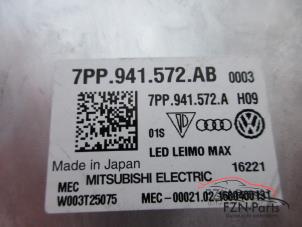 7PP.941.572.AB 0003
7PP.941.572.A H09
01S
LED LEIMO MAX
Made in Japan 16221
MEC MITSUBISHI ELECTRIC
W003T25075 MEC-00021.02
FZN-Parts